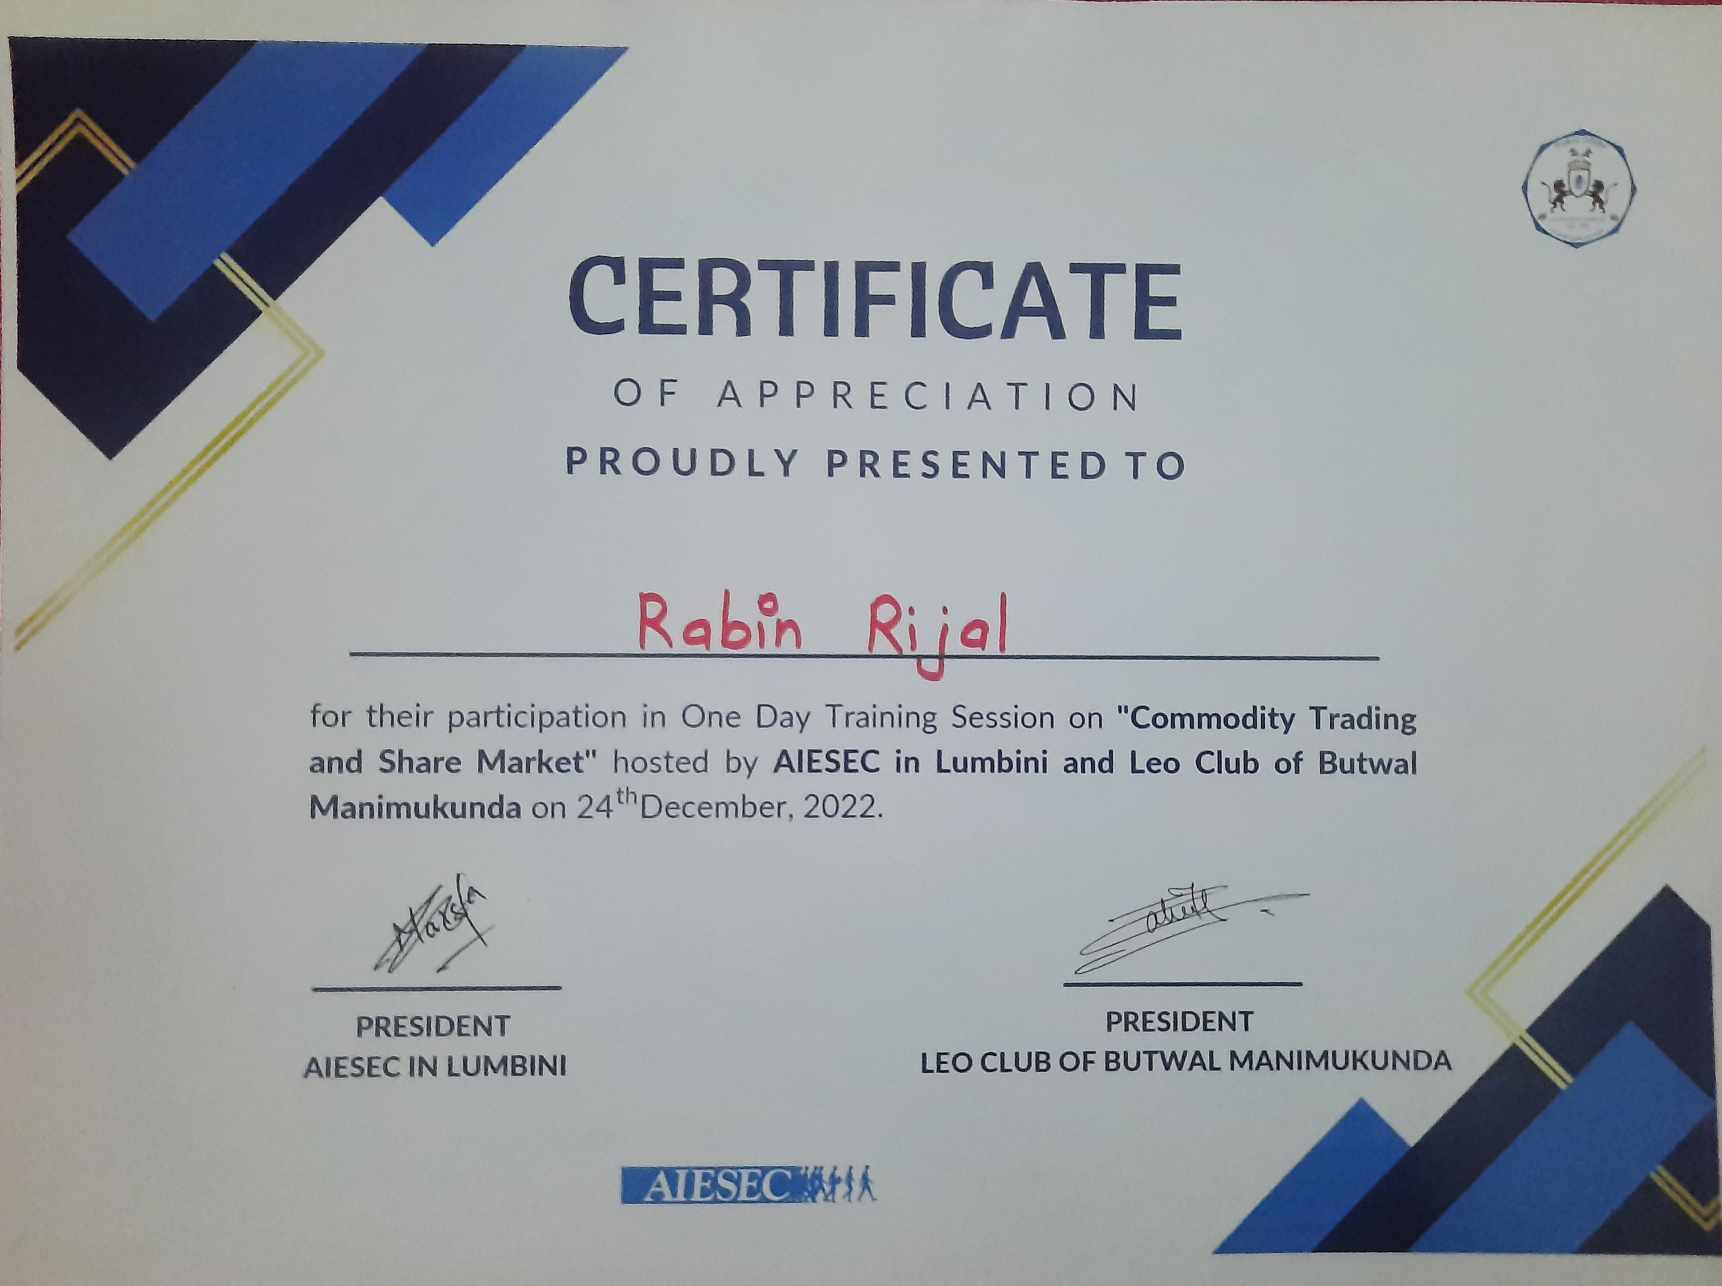 CERTIFICATE
OF APPRECIATION
PROUDLY PRESENTED TO
Rabin Rijal
for their participation in One Day Training Session on "Commodity Trading
and Share Market" hosted by AIESEC in Lumbini and Leo Club of Butwal
Manimukunda on 24th December, 2022.
PRESIDENT
AIESEC IN LUMBINI
PRESIDENT
LEO CLUB OF BUTWAL MANIMUKUNDA
AIESEC